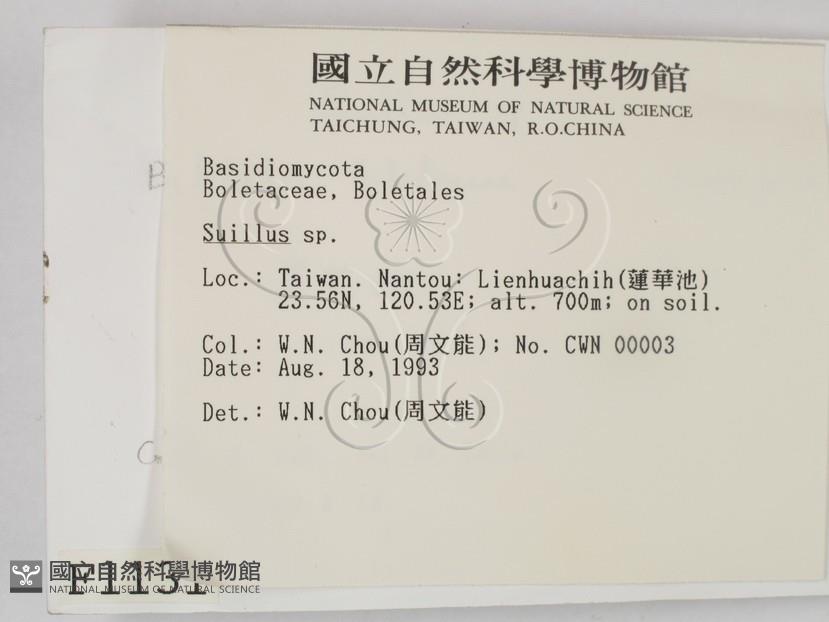 國立自然科學博物館
NATIONAL MUSEUM OF NATURAL SCIENCE
TAICHUNG, TAIWAN, R.O.CHINA
Basidiomycota
Boletaceae, Boletales
Suillus sp.
Loc.: Taiwan. Nantou: Lienhuachih(蓮華池)
23.56N, 120.53E; alt. 700m; on soil.
Col.: W.N. Chou(周文能); No. CWN 00003
Date: Aug. 18, 1993
Det.: W.N. Chou(周文能)
國立自然科學博物館
NATIONAL MUSEUM OF NATURAL SCIENCE